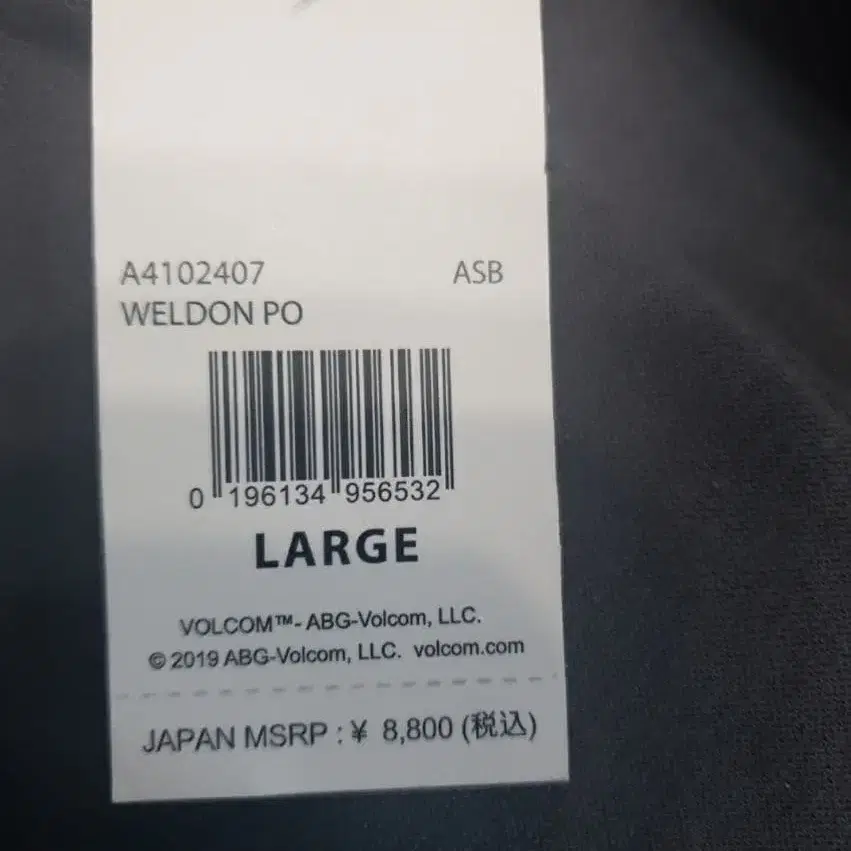 A4102407 ASB
WELDON PO
0 196134 956532
LARGE
VOLCOM™- ABG-Volcom, LLC.
© 2019 ABG-Volcom, LLC. volcom.com
JAPAN MSRP : ¥ 8,800 (税込)